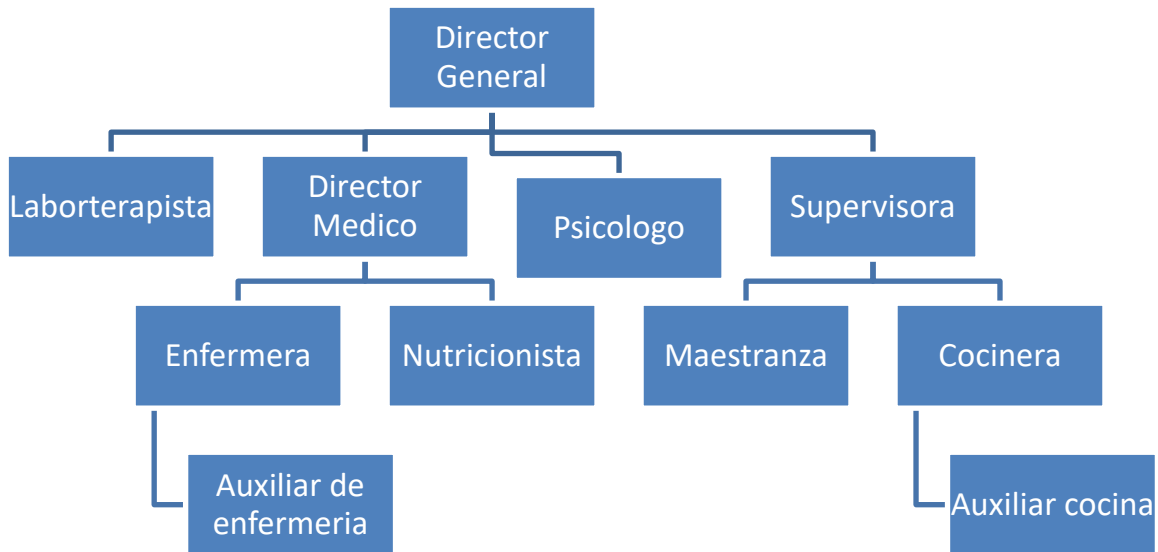 Director
General
Laborterapista
Director
Medico
Psicologo
Supervisora
Enfermera
Nutricionista
Maestranza
Cocinera
Auxiliar de
enfermeria
Auxiliar cocina